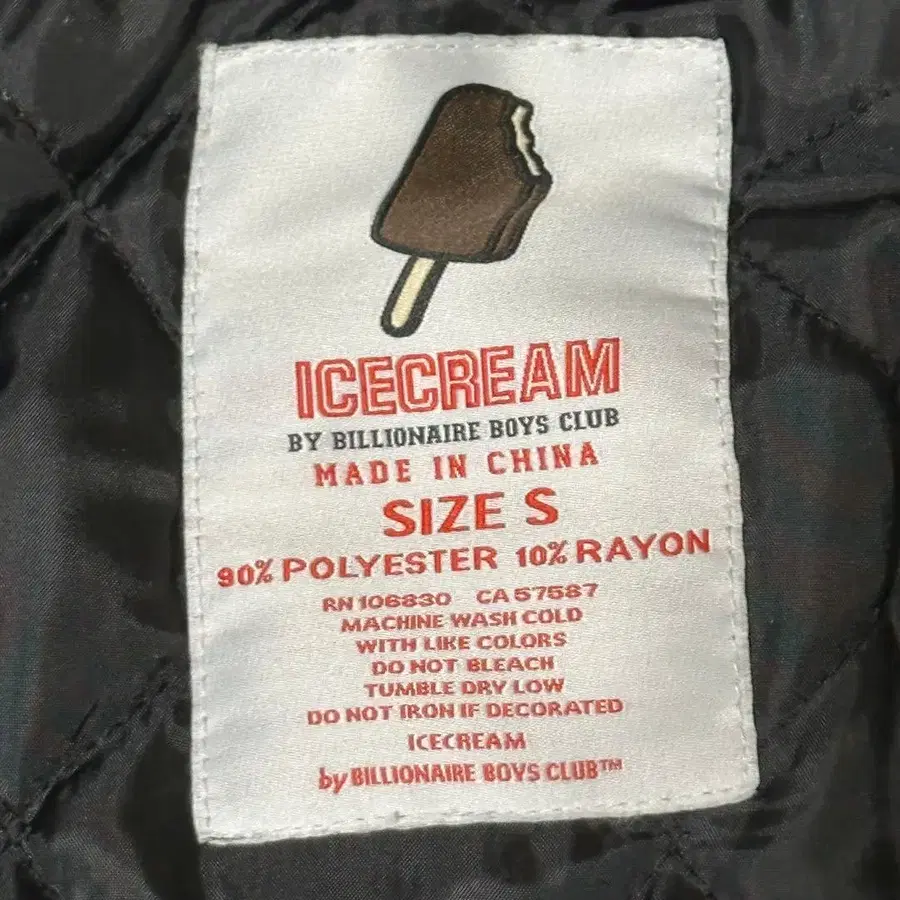 ICECREAM
BY BILLIONAIRE BOYS CLUB
MADE IN CHINA
SIZE S
90% POLYESTER 10% RAYON
RN 106830 CA 57587
MACHINE WASH COLD
WITH LIKE COLORS
DO NOT BLEACH
TUMBLE DRY LOW
DO NOT IRON IF DECORATED
ICECREAM
by BILLIONAIRE BOYS CLUB™